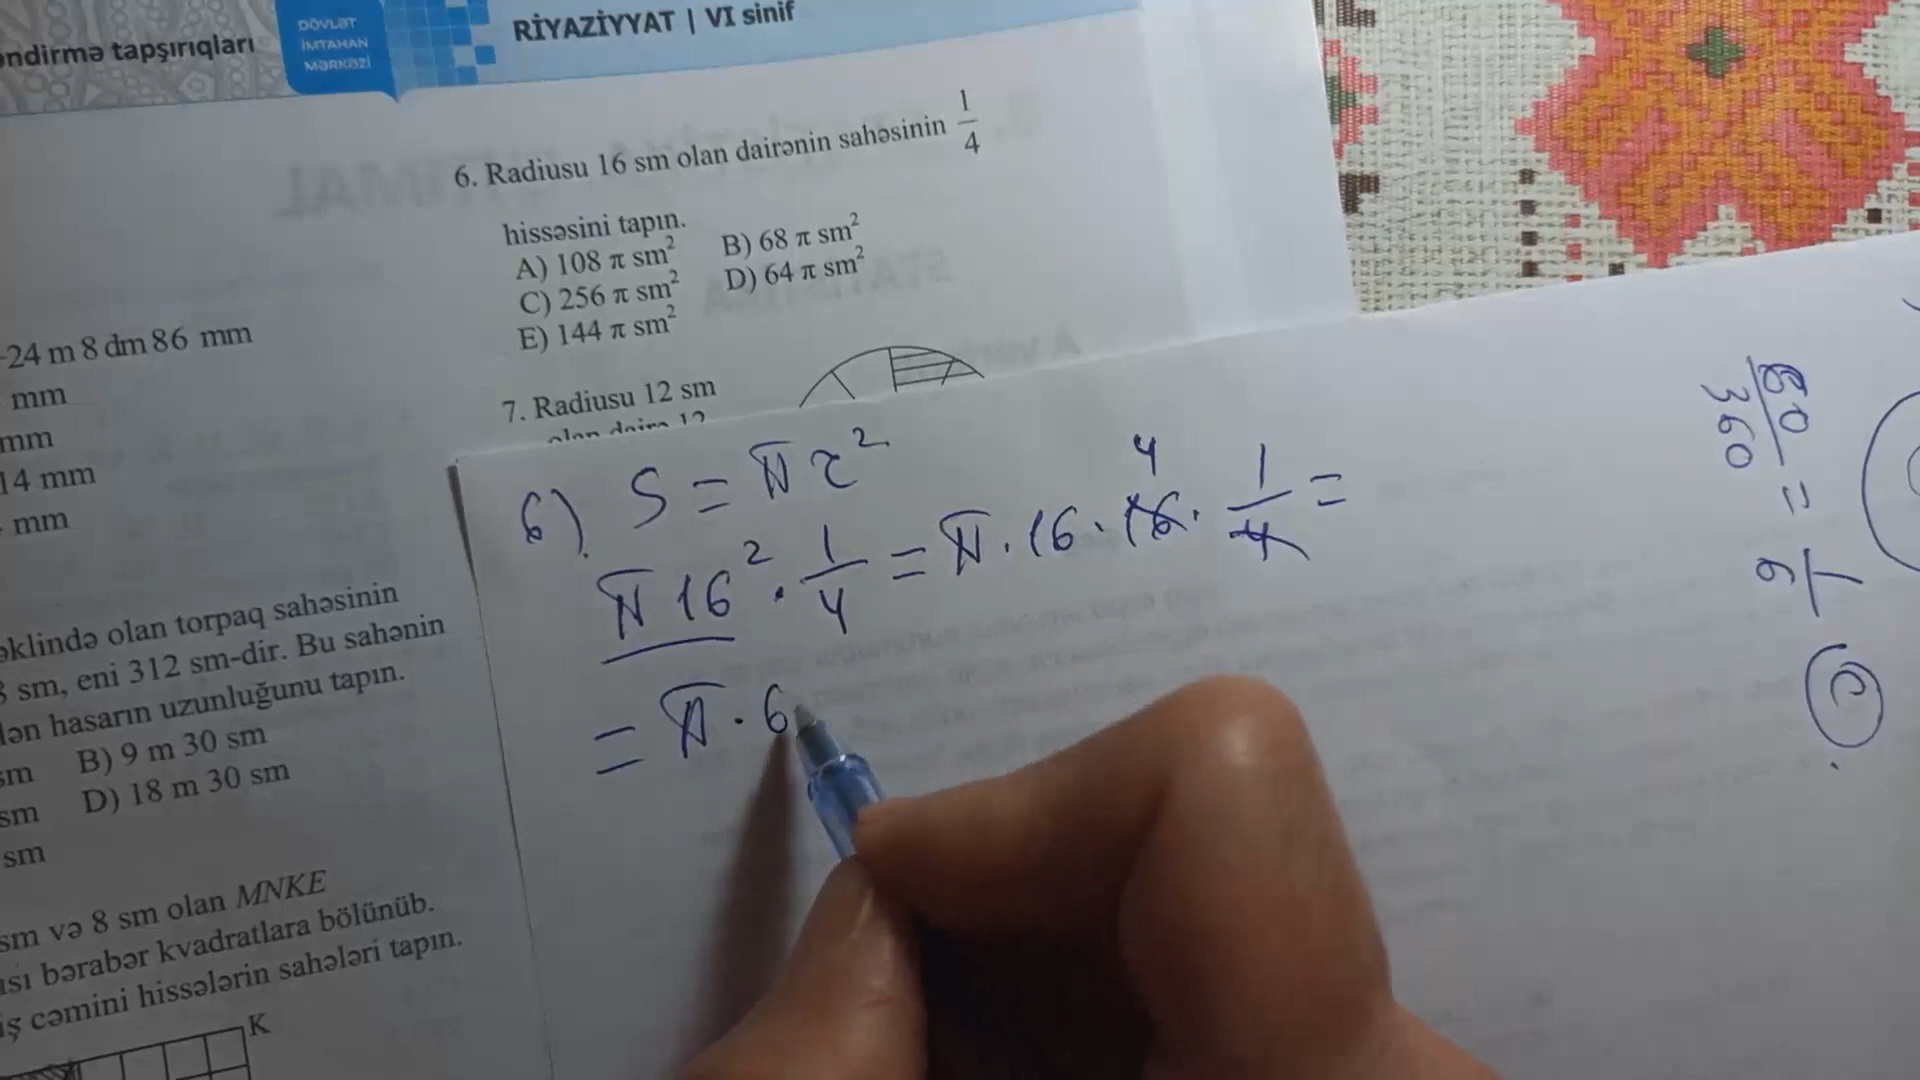 ndirmə tapşırıqları
DÖVLƏT
İMTAHAN
MƏRKƏZİ
RİYAZİYYAT | VI sinif
-24 m 8 dm 86 mm
mm
mm
14 mm
mm
əklində olan torpaq sahəsinin
sm, eni 312 sm-dir. Bu sahənin
hasarın uzunluğunu tapın.
sm B) 9 m 30 sm
sm D) 18 m 30 sm
sm
sm və 8 sm olan MNKE
bərabər kvadratlara bölünüb.
cəmini hissələrin sahələri tapın.
K
6. Radiusu 16 sm olan dairənin sahəsinin 1/4
hissəsini tapın.
A) 108 π sm² B) 68 π sm²
C) 256 π sm² D) 64 π sm²
E) 144 π sm²
7. Radiusu 12 sm
6) S = π r²
π 16² · 1/4 = π · 16 · 16 · 1/4 =
4
= π · 6
60/360 = 1/6
C